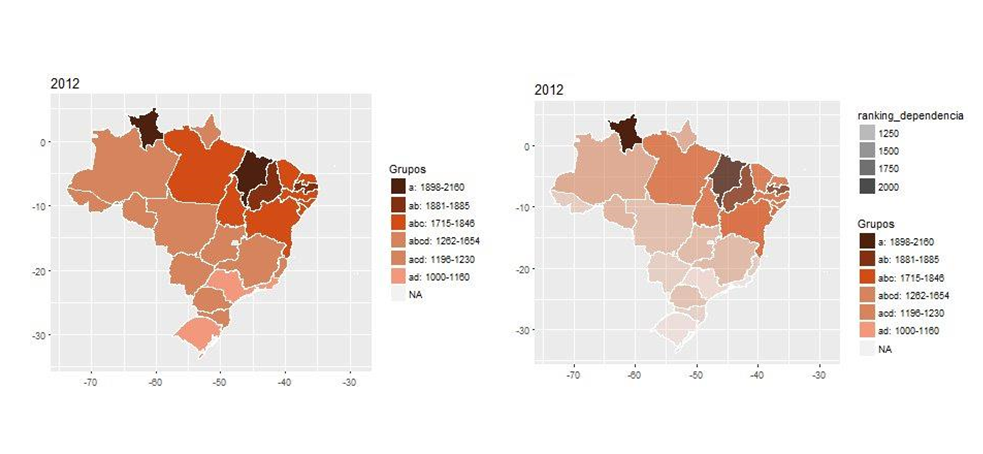 2012
0
-10
-20
-30
-70
-60
-50
-40
-30
Grupos
a: 1898-2160
ab: 1881-1885
abc: 1715-1846
abcd: 1262-1654
acd: 1196-1230
ad: 1000-1160
NA
2012
0
-10
-20
-30
-70
-60
-50
-40
-30
ranking_dependencia
1250
1500
1750
2000
Grupos
a: 1898-2160
ab: 1881-1885
abc: 1715-1846
abcd: 1262-1654
acd: 1196-1230
ad: 1000-1160
NA